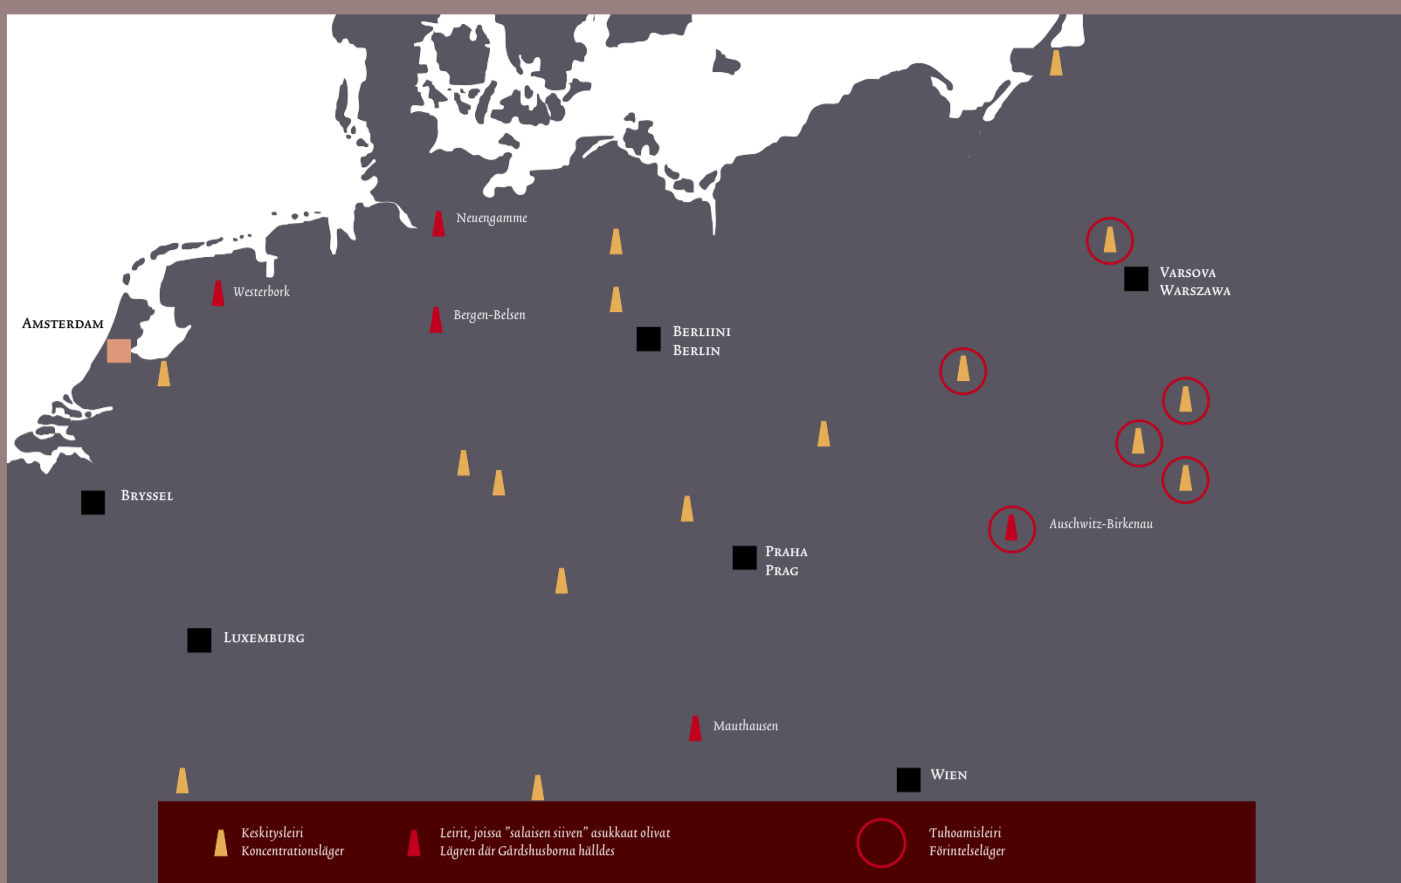 Neuengamme
Westerbork
Bergen-Belsen
Amsterdam
Berliini
Berlin
Varsova
Warszawa
Bryssel
Auschwitz-Birkenau
Praha
Prag
Luxemburg
Mauthausen
Wien
Keskitysleiri
Koncentrationsläger
Leirit, joissa "salaisen siiven" asukkaat olivat
Lägren där Gårdshusborna hälldes
Tuhoamisleiri
Förintelseläger